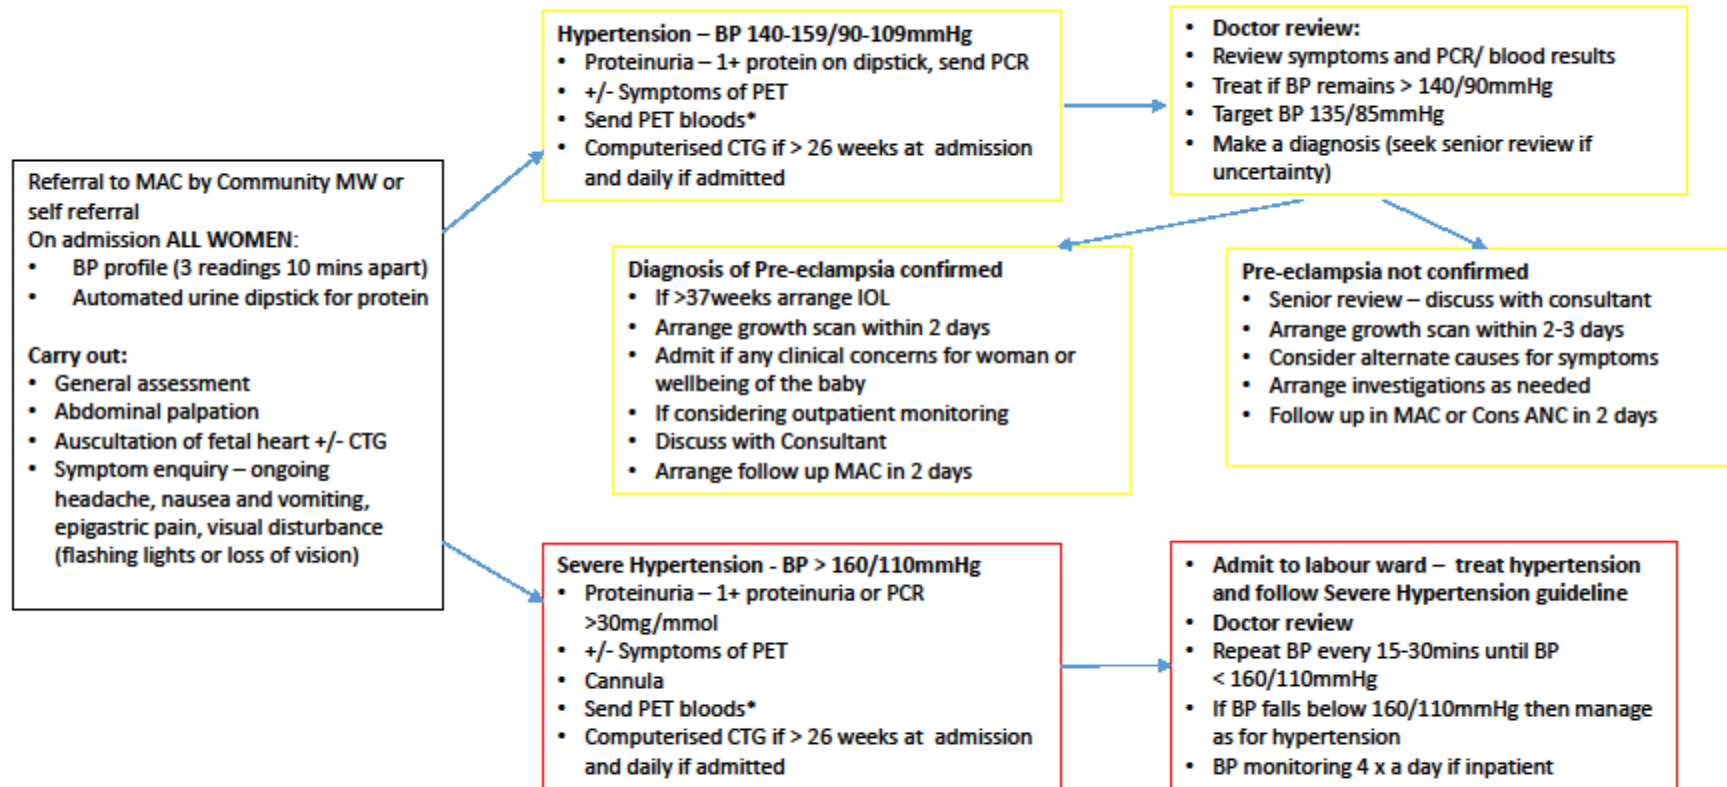 Referral to MAC by Community MW or
self referral
On admission ALL WOMEN:
• BP profile (3 readings 10 mins apart)
• Automated urine dipstick for protein
Carry out:
• General assessment
• Abdominal palpation
• Auscultation of fetal heart +/- CTG
• Symptom enquiry – ongoing
headache, nausea and vomiting,
epigastric pain, visual disturbance
(flashing lights or loss of vision)
Hypertension – BP 140-159/90-109mmHg
• Proteinuria – 1+ protein on dipstick, send PCR
• +/- Symptoms of PET
• Send PET bloods*
• Computerised CTG if > 26 weeks at admission
and daily if admitted
• Doctor review:
• Review symptoms and PCR/ blood results
• Treat if BP remains > 140/90mmHg
• Target BP 135/85mmHg
• Make a diagnosis (seek senior review if
uncertainty)
Diagnosis of Pre-eclampsia confirmed
• If >37weeks arrange IOL
• Arrange growth scan within 2 days
• Admit if any clinical concerns for woman or
wellbeing of the baby
• If considering outpatient monitoring
• Discuss with Consultant
• Arrange follow up MAC in 2 days
Pre-eclampsia not confirmed
• Senior review – discuss with consultant
• Arrange growth scan within 2-3 days
• Consider alternate causes for symptoms
• Arrange investigations as needed
• Follow up in MAC or Cons ANC in 2 days
Severe Hypertension - BP > 160/110mmHg
• Proteinuria – 1+ proteinuria or PCR
>30mg/mmol
• +/- Symptoms of PET
• Cannula
• Send PET bloods*
• Computerised CTG if > 26 weeks at admission
and daily if admitted
• Admit to labour ward – treat hypertension
and follow Severe Hypertension guideline
• Doctor review
• Repeat BP every 15-30mins until BP
< 160/110mmHg
• If BP falls below 160/110mmHg then manage
as for hypertension
• BP monitoring 4 x a day if inpatient